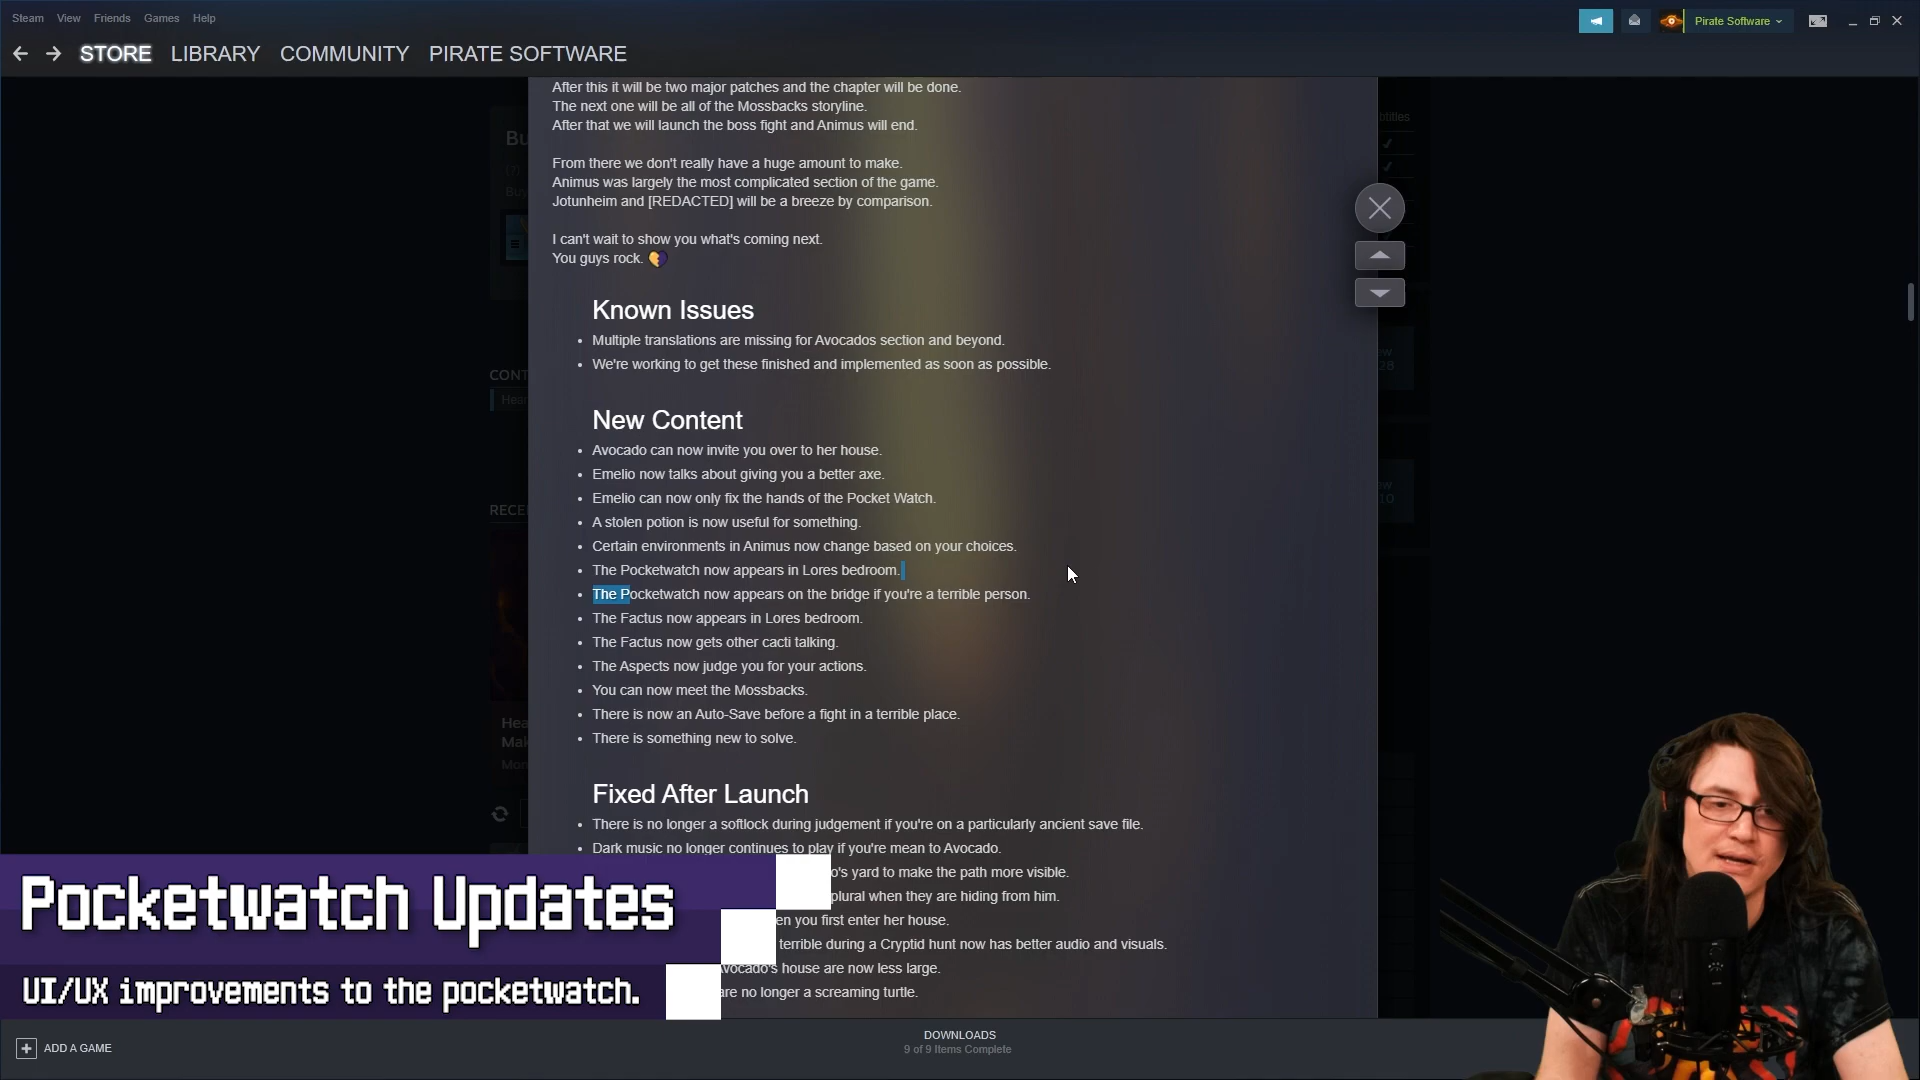 Steam View Friends Games Help
Pirate Software
STORE LIBRARY COMMUNITY PIRATE SOFTWARE
After this it will be two major patches and the chapter will be done.
The next one will be all of the Mossbacks storyline.
After that we will launch the boss fight and Animus will end.
From there we don't really have a huge amount to make.
Animus was largely the most complicated section of the game.
Jotunheim and [REDACTED] will be a breeze by comparison.
I can't wait to show you what's coming next.
You guys rock.
Known Issues
• Multiple translations are missing for Avocados section and beyond.
• We're working to get these finished and implemented as soon as possible.
New Content
• Avocado can now invite you over to her house.
• Emelio now talks about giving you a better axe.
• Emelio can now only fix the hands of the Pocket Watch.
• A stolen potion is now useful for something.
• Certain environments in Animus now change based on your choices.
• The Pocketwatch now appears in Lores bedroom.
• The Pocketwatch now appears on the bridge if you're a terrible person.
• The Factus now appears in Lores bedroom.
• The Factus now gets other cacti talking.
• The Aspects now judge you for your actions.
• You can now meet the Mossbacks.
• There is now an Auto-Save before a fight in a terrible place.
• There is something new to solve.
Fixed After Launch
• There is no longer a softlock during judgement if you're on a particularly ancient save file.
• Dark music no longer continues to play if you're mean to Avocado.
o's yard to make the path more visible.
plural when they are hiding from him.
en you first enter her house.
terrible during a Cryptid hunt now has better audio and visuals.
Avocado's house are now less large.
are no longer a screaming turtle.
Pocketwatch Updates
UI/UX improvements to the pocketwatch.
ADD A GAME
DOWNLOADS
9 of 9 Items Complete